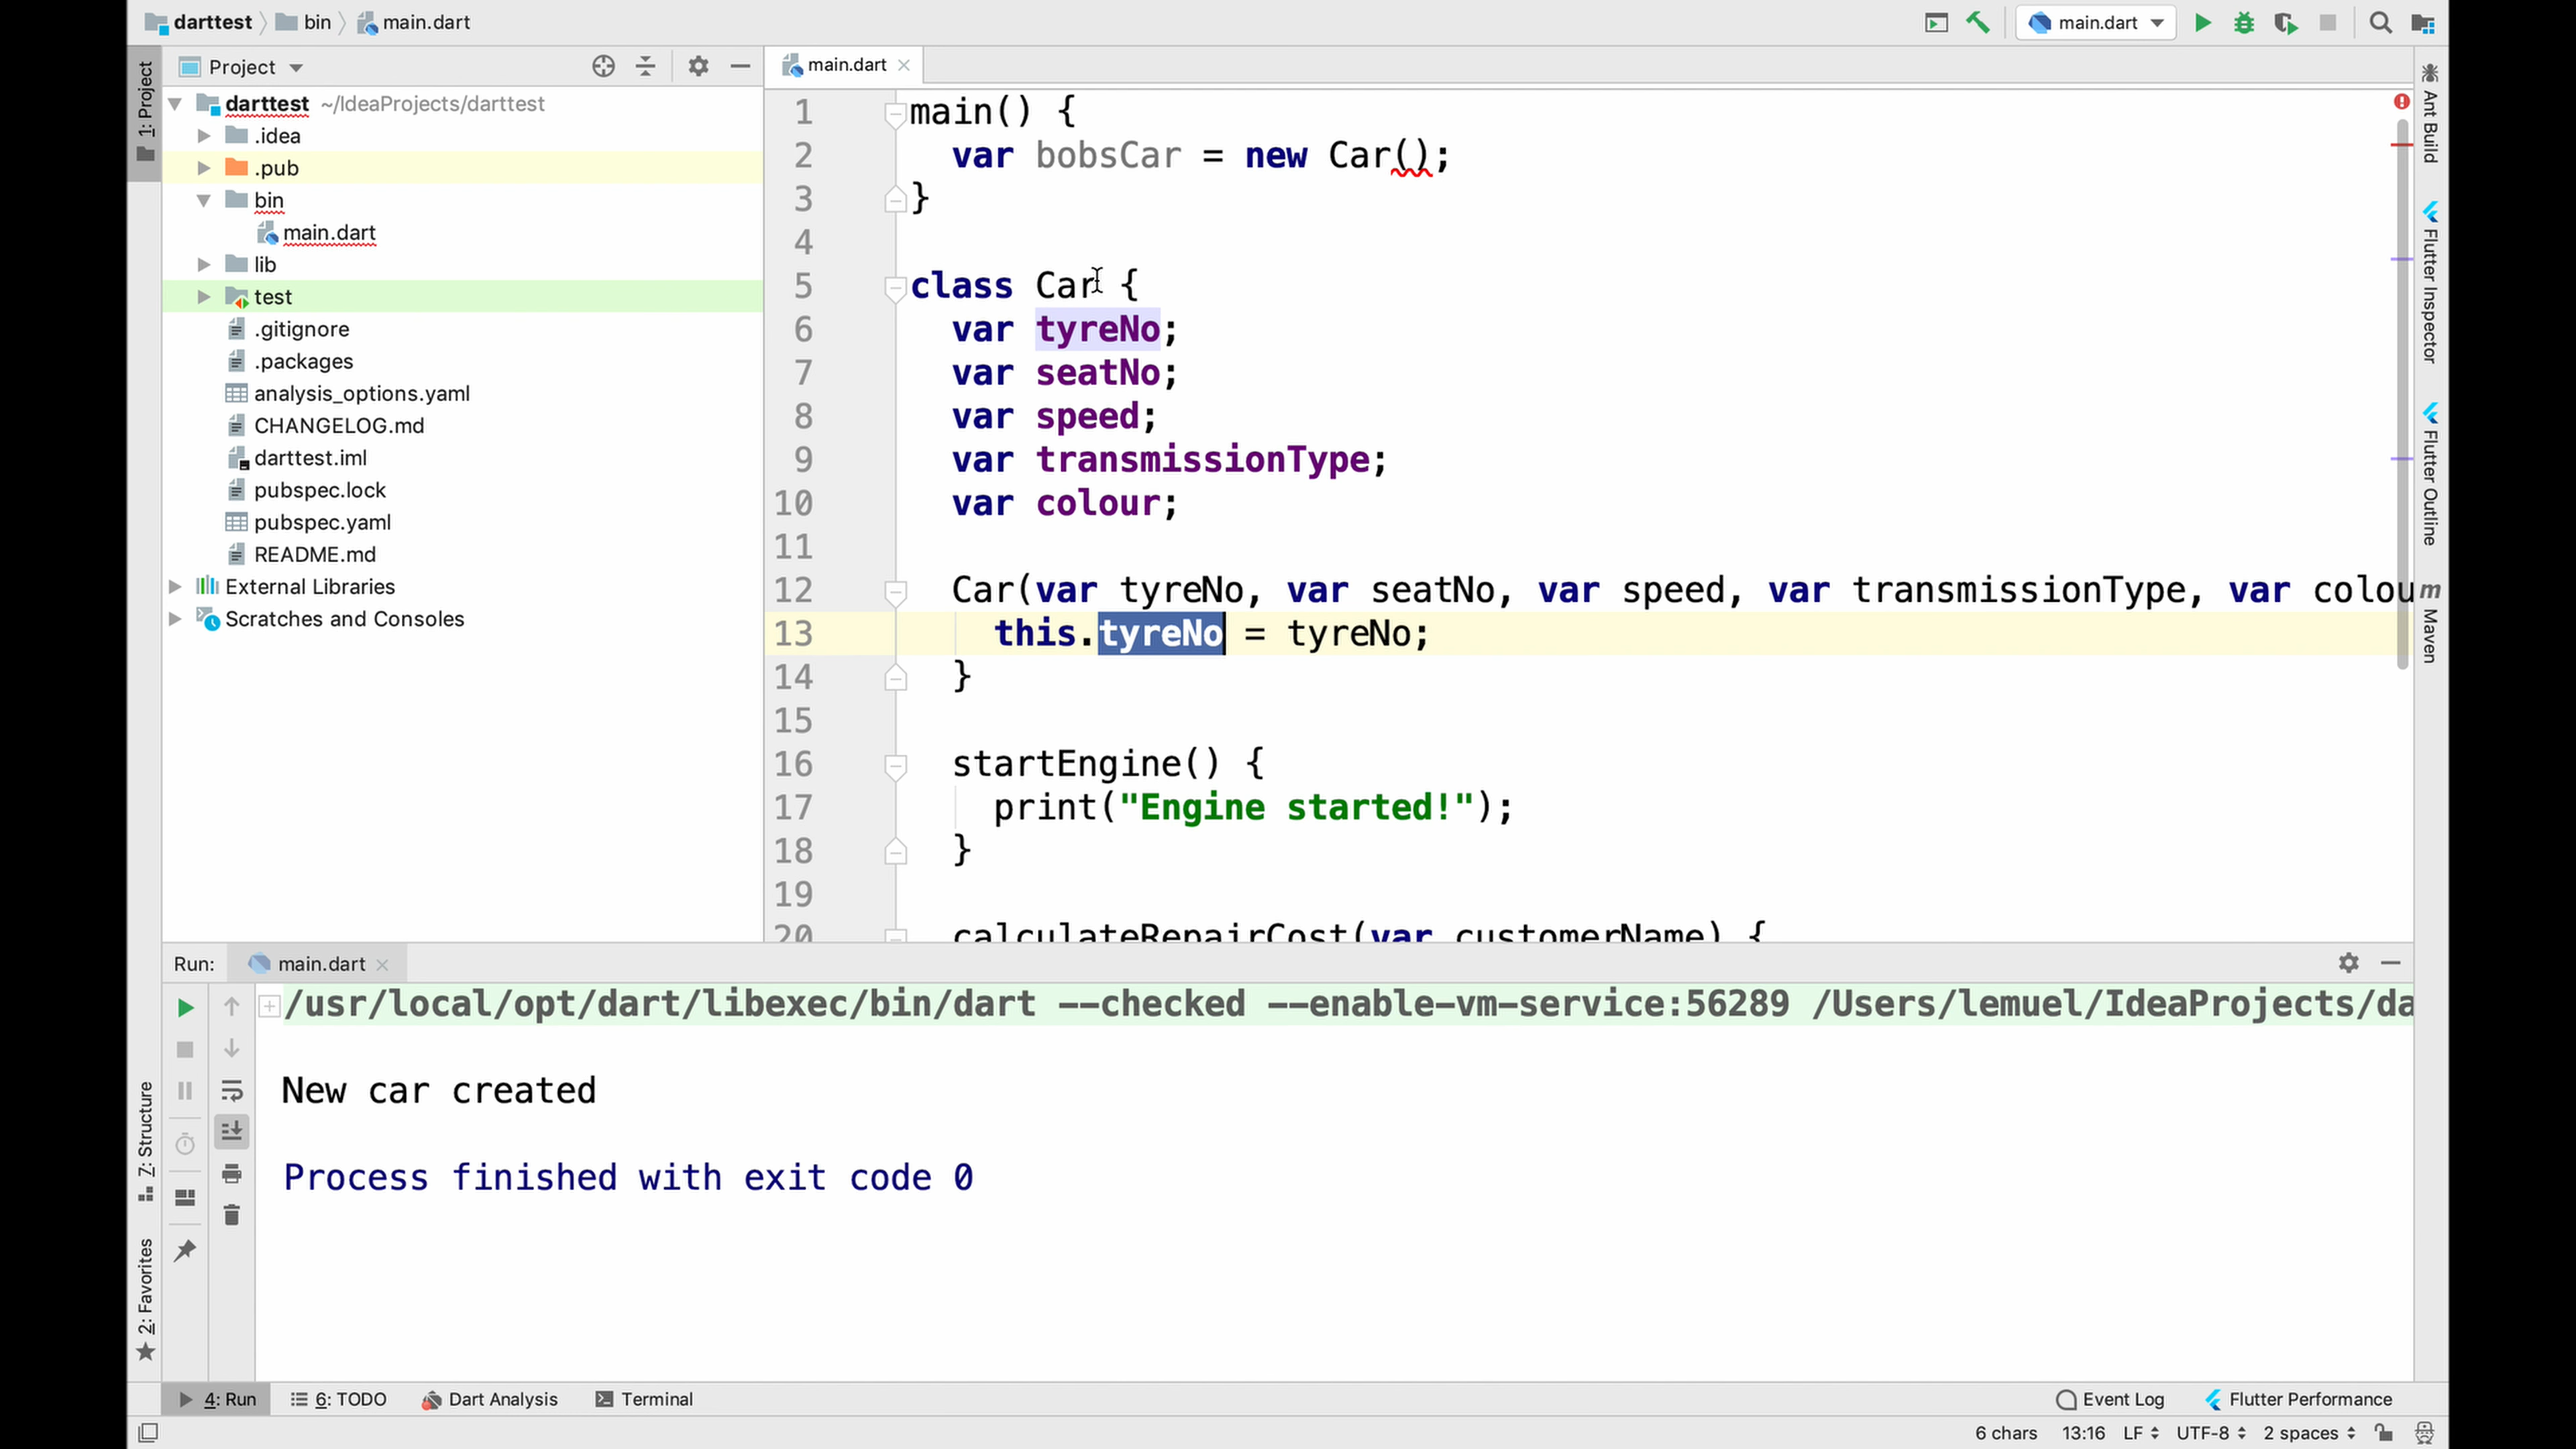 darttest bin main.dart main.dart
1: Project
Project
main.dart
darttest ~/IdeaProjects/darttest
.idea
.pub
bin
main.dart
lib
test
.gitignore
.packages
analysis_options.yaml
CHANGELOG.md
darttest.iml
pubspec.lock
pubspec.yaml
README.md
External Libraries
Scratches and Consoles
1 main() {
2 var bobsCar = new Car();
3 }
4
5 class Car {
6 var tyreNo;
7 var seatNo;
8 var speed;
9 var transmissionType;
10 var colour;
11
12 Car(var tyreNo, var seatNo, var speed, var transmissionType, var colou
13 this.tyreNo = tyreNo;
14 }
15
16 startEngine() {
17 print("Engine started!");
18 }
19
20 calculateRepairCost(var customerName) {
Ant Build
Flutter Inspector
Flutter Outline
m Maven
Run: main.dart
/usr/local/opt/dart/libexec/bin/dart --checked --enable-vm-service:56289 /Users/lemuel/IdeaProjects/da
New car created
Process finished with exit code 0
Z: Structure
2: Favorites
4: Run 6: TODO Dart Analysis Terminal Event Log Flutter Performance
6 chars 13:16 LF UTF-8 2 spaces